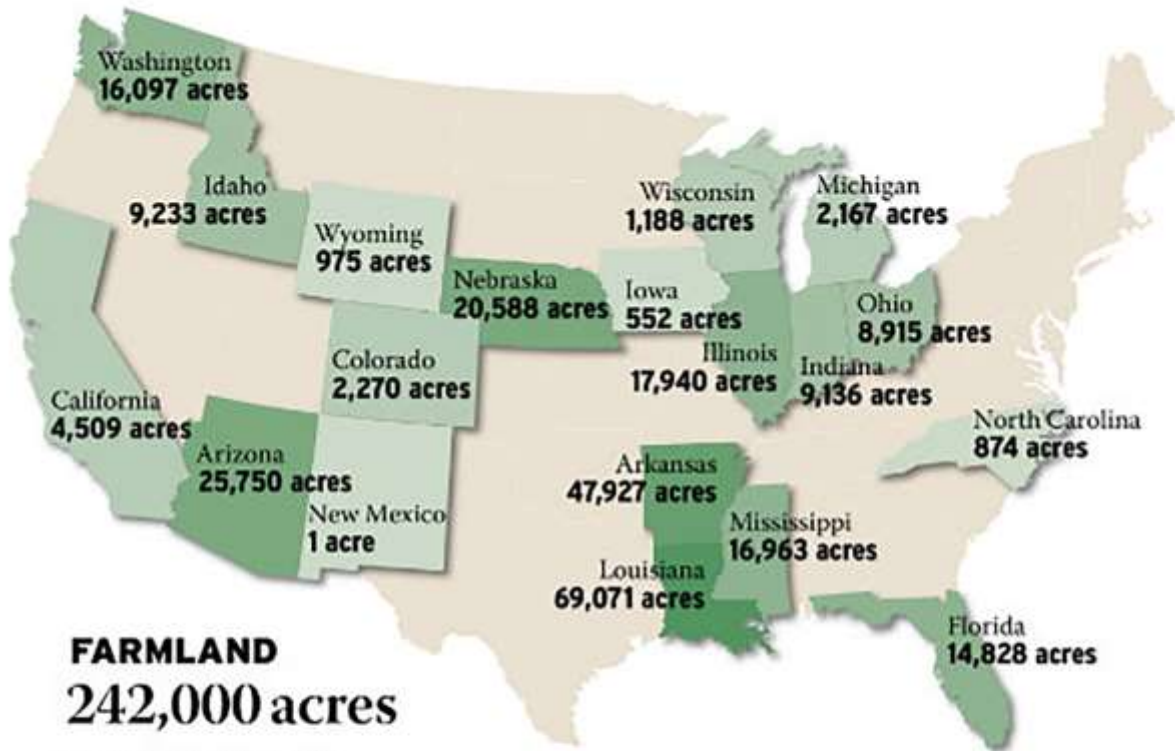 Washington
16,097 acres
Idaho
9,233 acres
Wyoming
975 acres
Nebraska
20,588 acres
Wisconsin
1,188 acres
Michigan
2,167 acres
Iowa
552 acres
Ohio
8,915 acres
Illinois
17,940 acres
Indiana
9,136 acres
Colorado
2,270 acres
California
4,509 acres
Arizona
25,750 acres
New Mexico
1 acre
North Carolina
874 acres
Arkansas
47,927 acres
Mississippi
16,963 acres
Louisiana
69,071 acres
Florida
14,828 acres
FARMLAND
242,000 acres